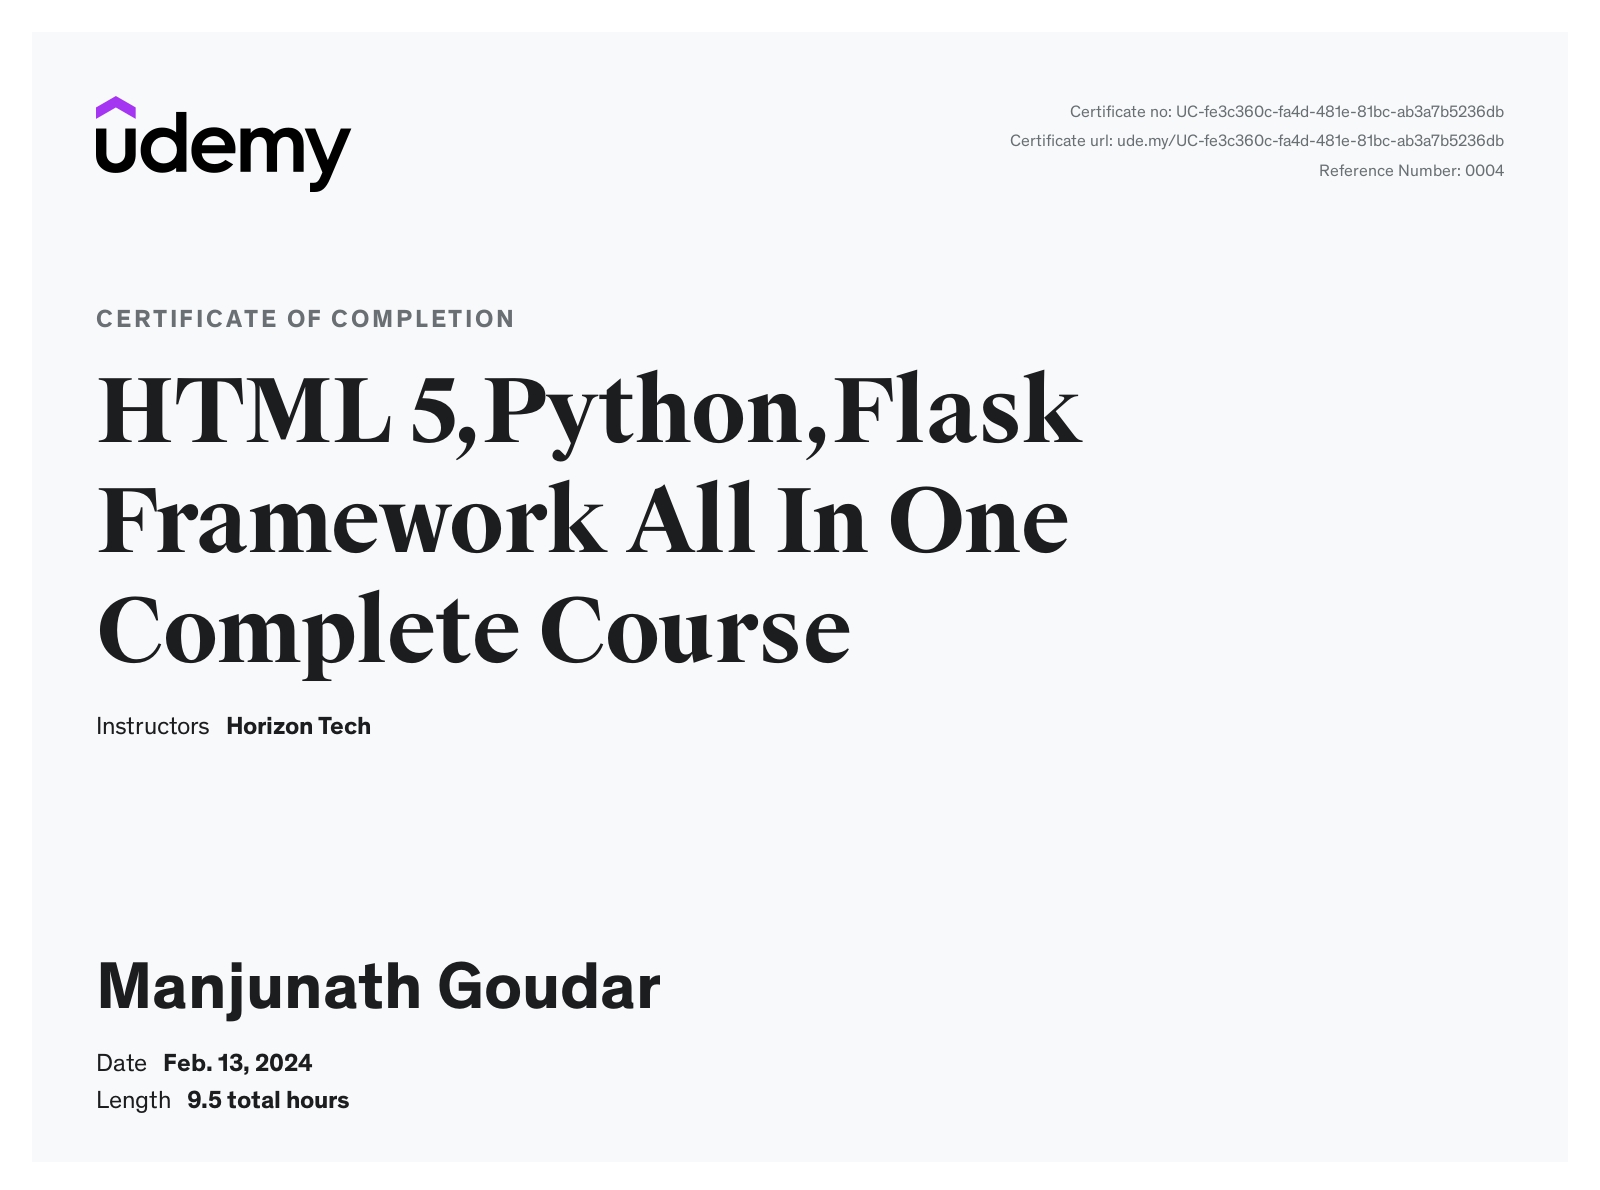 udemy
Certificate no: UC-fe3c360c-fa4d-481e-81bc-ab3a7b5236db
Certificate url: ude.my/UC-fe3c360c-fa4d-481e-81bc-ab3a7b5236db
Reference Number: 0004
CERTIFICATE OF COMPLETION
HTML 5,Python,Flask
Framework All In One
Complete Course
Instructors Horizon Tech
Manjunath Goudar
Date Feb. 13, 2024
Length 9.5 total hours